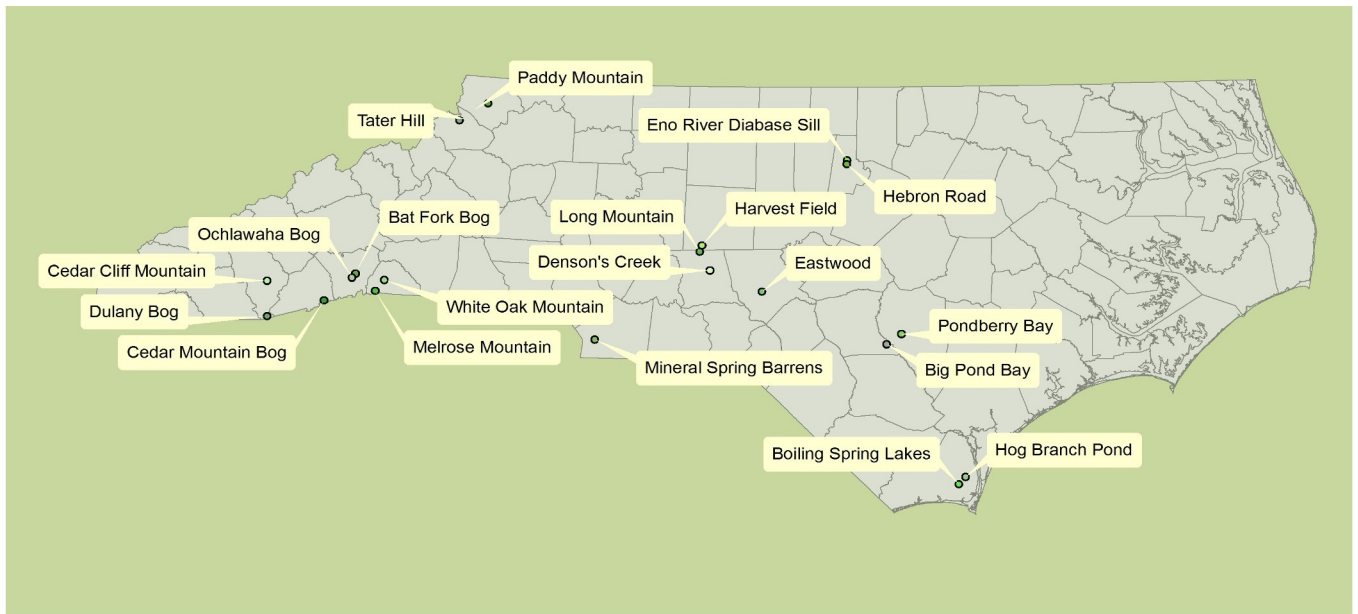 Paddy Mountain
Tater Hill
Eno River Diabase Sill
Hebron Road
Bat Fork Bog
Long Mountain
Harvest Field
Ochlawaha Bog
Denson's Creek
Eastwood
Cedar Cliff Mountain
White Oak Mountain
Dulany Bog
Pondberry Bay
Cedar Mountain Bog
Melrose Mountain
Mineral Spring Barrens
Big Pond Bay
Boiling Spring Lakes
Hog Branch Pond